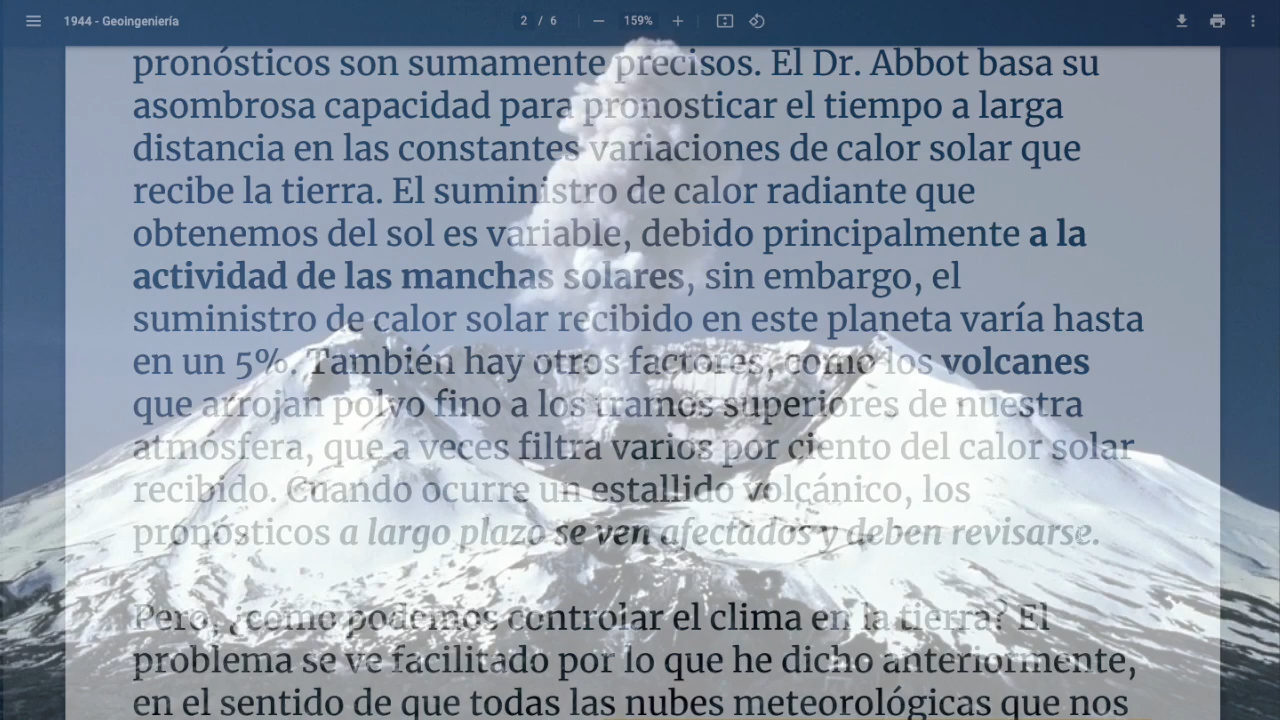 1944 - Geoingeniería
2 / 6
159%
pronósticos son sumamente precisos. El Dr. Abbot basa su
asombrosa capacidad para pronosticar el tiempo a larga
distancia en las constantes variaciones de calor solar que
recibe la tierra. El suministro de calor radiante que
obtenemos del sol es variable, debido principalmente a la
actividad de las manchas solares, sin embargo, el
suministro de calor solar recibido en este planeta varía hasta
en un 5%. También hay otros factores, como los volcanes
que arrojan polvo fino a los tramos superiores de nuestra
atmósfera, que a veces filtra varios por ciento del calor solar
recibido. Cuando ocurre un estallido volcánico, los
pronósticos a largo plazo se ven afectados y deben revisarse.
Pero, ¿como podemos controlar el clima en la tierra? El
problema se ve facilitado por lo que he dicho anteriormente,
en el sentido de que todas las nubes meteorológicas que nos